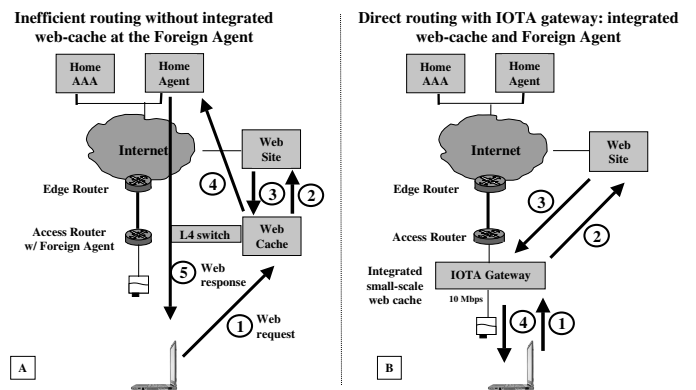 Inefficient routing without integrated
web-cache at the Foreign Agent
Home
AAA
Home
Agent
Internet
Web
Site
4
3
2
Edge Router
Access Router
w/ Foreign Agent
L4 switch
Web
Cache
5
Web
response
1
Web
request
A
Direct routing with IOTA gateway: integrated
web-cache and Foreign Agent
Home
AAA
Home
Agent
Internet
Web
Site
Edge Router
3
2
Access Router
Integrated
small-scale
web cache
IOTA Gateway
10 Mbps
4
1
B